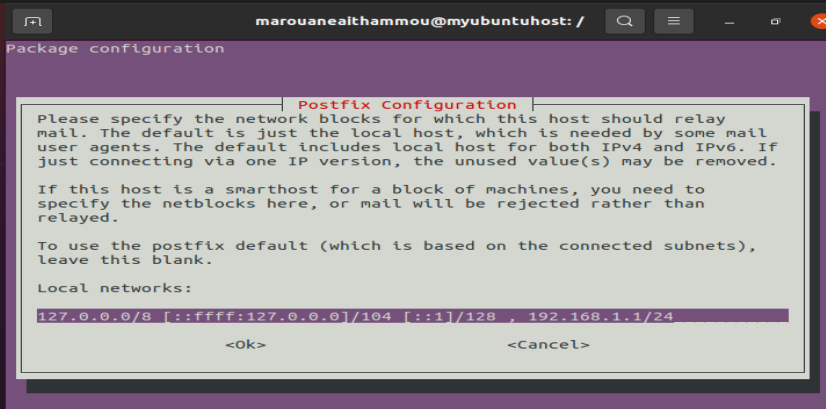 marouaneaithammou@myubuntuhost: /
Package configuration
Postfix Configuration
Please specify the network blocks for which this host should relay
mail. The default is just the local host, which is needed by some mail
user agents. The default includes local host for both IPv4 and IPv6. If
just connecting via one IP version, the unused value(s) may be removed.
If this host is a smarthost for a block of machines, you need to
specify the netblocks here, or mail will be rejected rather than
relayed.
To use the postfix default (which is based on the connected subnets),
leave this blank.
Local networks:
127.0.0.0/8 [::ffff:127.0.0.0]/104 [::1]/128 , 192.168.1.1/24
<Ok> <Cancel>